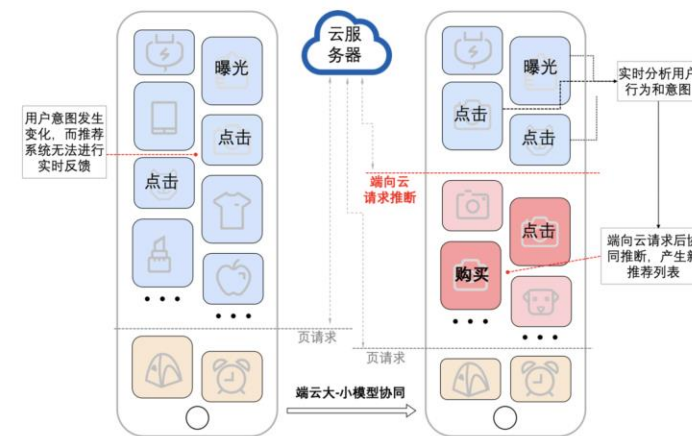 云服
务器
曝光
点击
点击
用户意图发生
变化，而推荐
系统无法进行
实时反馈
页请求
端云大-小模型协同
曝光
点击
点击
实时分析用户
行为和意图
端向云
请求推断
点击
购买
端向云请求后协
同推断，产生新
推荐列表
页请求